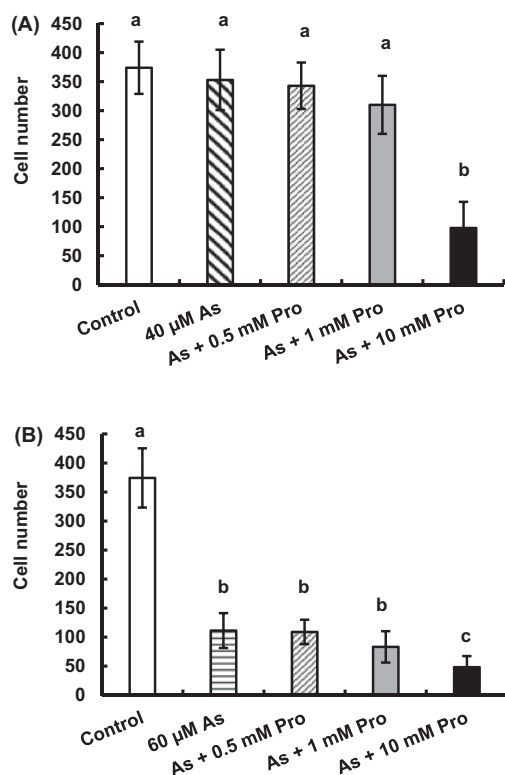 (A)
450
400
350
300
250
200
150
100
50
0
Cell number
a
a
a
a
b
Control
40 µM As
As + 0.5 mM Pro
As + 1 mM Pro
As + 10 mM Pro
(B)
450
400
350
300
250
200
150
100
50
0
Cell number
a
b
b
b
c
Control
60 µM As
As + 0.5 mM Pro
As + 1 mM Pro
As + 10 mM Pro